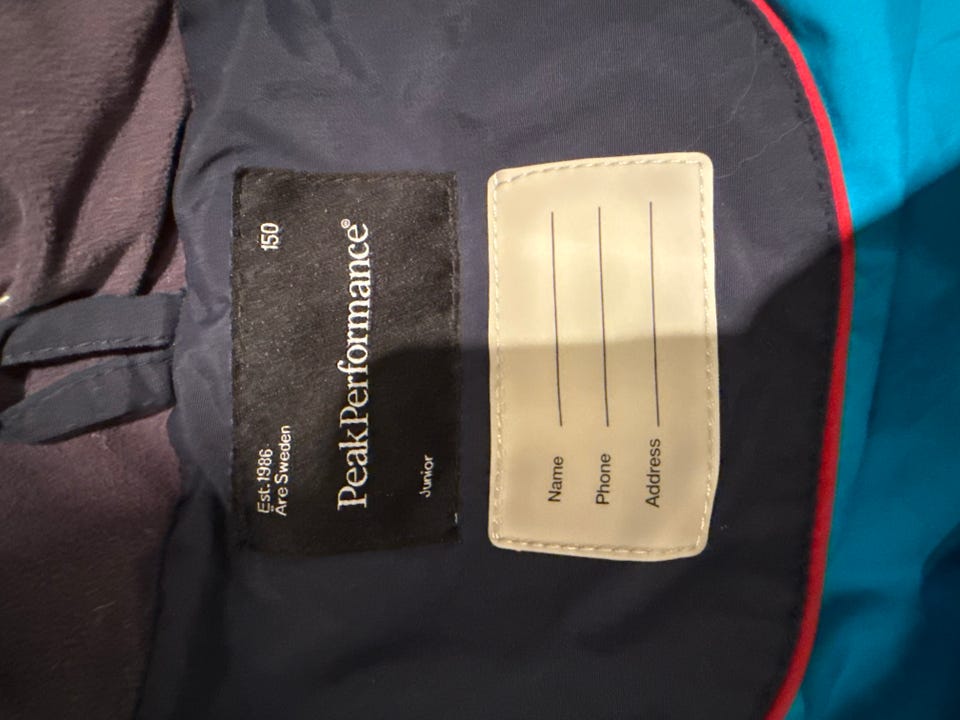 Est.1986 150
Åre Sweden
PeakPerformance®
Junior
Name
Phone
Address